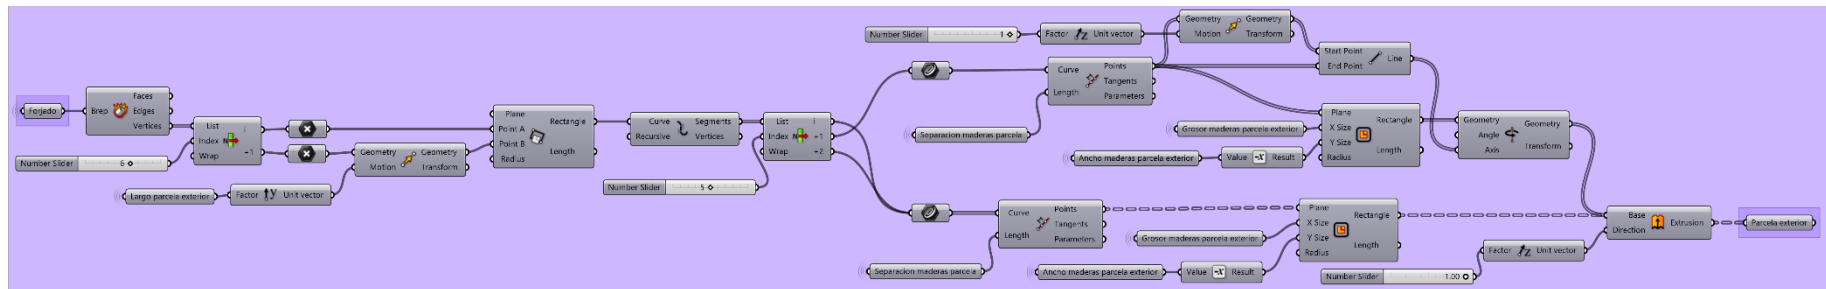 Forjado
Brep
Faces
Edges
Vertices
Number Slider
6
List
Index
Wrap
i
+1
N
Largo parcela exterior
Factor
y
Unit vector
Geometry
Motion
Geometry
Transform
Plane
Point A
Point B
Radius
Rectangle
Length
Curve
Recursive
Segments
Vertices
Number Slider
5
List
Index
Wrap
N
i
+1
+2
Number Slider
1
Factor
Z
Unit vector
Geometry
Motion
Geometry
Transform
Start Point
End Point
Line
Curve
Length
Points
Tangents
Parameters
Separacion maderas parcela
Grosor maderas parcela exterior
Ancho maderas parcela exterior
Value
-x
Result
Plane
X Size
Y Size
Radius
Rectangle
Length
Geometry
Angle
Axis
Geometry
Transform
Curve
Length
Points
Tangents
Parameters
Separacion maderas parcela
Grosor maderas parcela exterior
Ancho maderas parcela exterior
Value
-x
Result
Plane
X Size
Y Size
Radius
Rectangle
Length
Number Slider
1.00
Factor
Z
Unit vector
Base
Direction
Extrusion
Parcela exterior